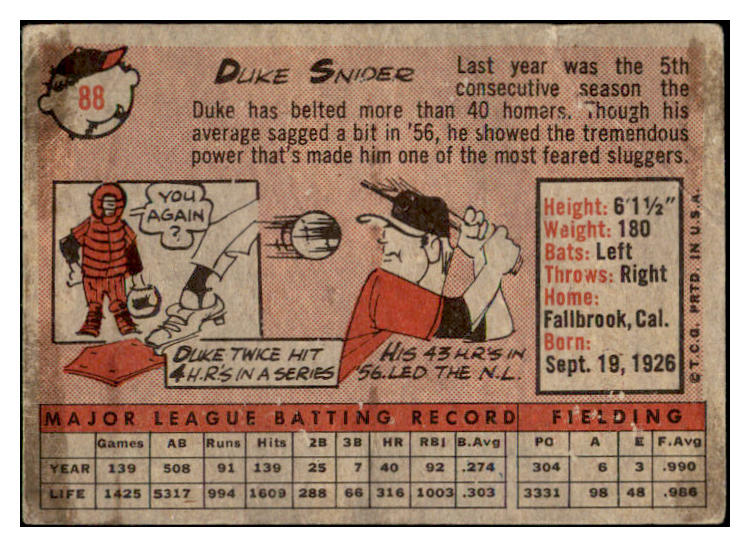 88
DUKE SNIDER
Last year was the 5th
consecutive season the
Duke has belted more than 40 homers. Though his
average sagged a bit in '56, he showed the tremendous
power that's made him one of the most feared sluggers.
YOU
AGAIN
?
DUKE TWICE HIT
4 H.R'S IN A SERIES
HIS 43 H.R'S IN
'56 LED THE N.L.
Height: 6'1½"
Weight: 180
Bats: Left
Throws: Right
Home:
Fallbrook, Cal.
Born:
Sept. 19, 1926
©T.C.G. PRTD. IN U.S.A.
MAJOR LEAGUE BATTING RECORD FIELDING
Games AB Runs Hits 2B 3B HR RBI B.Avg PO A E F.Avg
YEAR 139 508 91 139 25 7 40 92 .274 304 6 3 .990
LIFE 1425 5317 994 1609 288 66 316 1003 .303 3331 98 48 .986